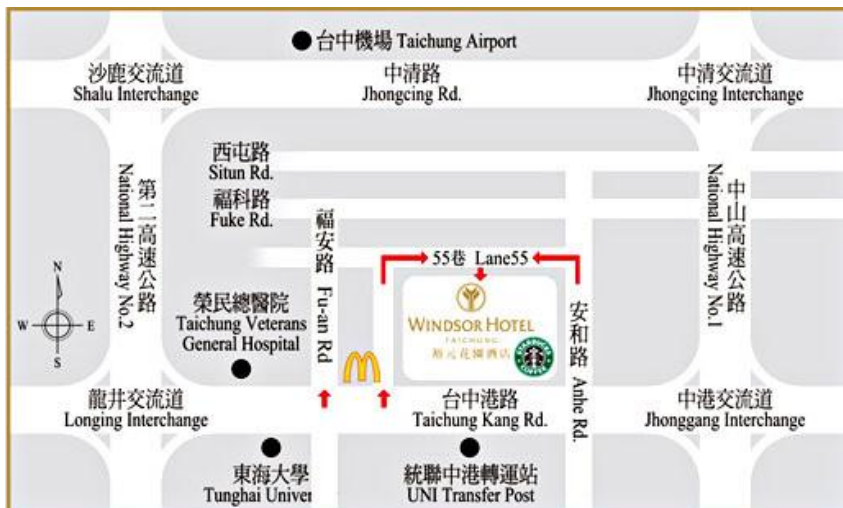 台中機場 Taichung Airport
沙鹿交流道
Shalu Interchange
中清路
Jhongcing Rd.
中清交流道
Jhongcing Interchange
西屯路
Situn Rd.
福科路
Fuke Rd.
第二高速公路
National Highway No.2
福安路 Fu-an Rd
中山高速公路
National Highway No.1
55巷 Lane55
N
W E
S
榮民總醫院
Taichung Veterans
General Hospital
WINDSOR HOTEL
TAICHUNG
裕元花園酒店
STARBUCKS
COFFEE
安和路 Anhe Rd.
龍井交流道
Longing Interchange
台中港路
Taichung Kang Rd.
中港交流道
Jhonggang Interchange
東海大學
Tunghai Univer
統聯中港轉運站
UNI Transfer Post